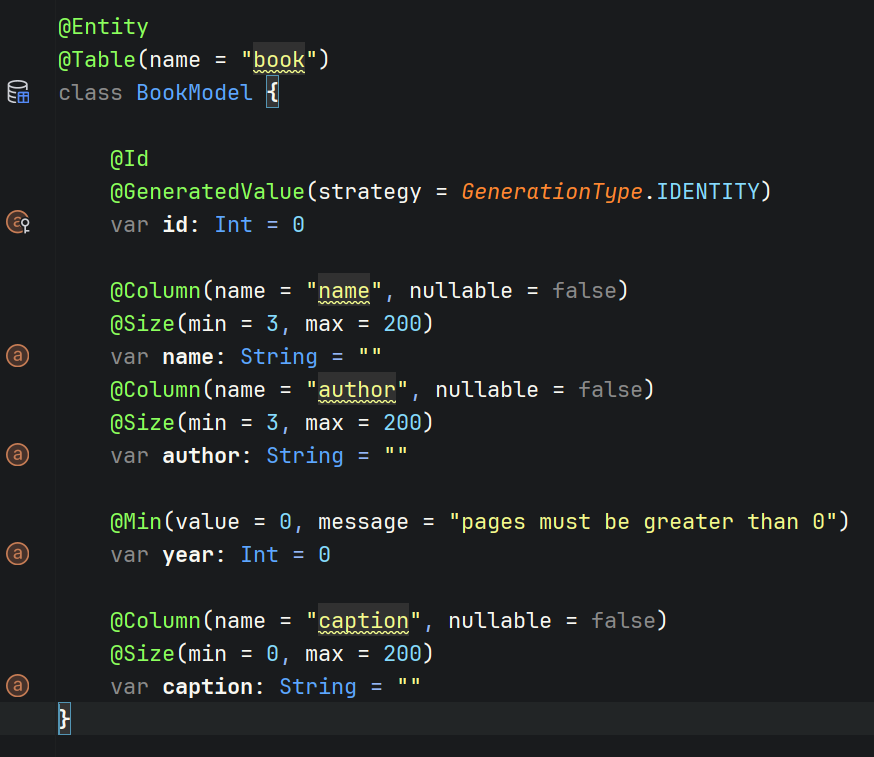 @Entity
@Table(name = "book")
class BookModel {
@Id
@GeneratedValue(strategy = GenerationType.IDENTITY)
var id: Int = 0
@Column(name = "name", nullable = false)
@Size(min = 3, max = 200)
var name: String = ""
@Column(name = "author", nullable = false)
@Size(min = 3, max = 200)
var author: String = ""
@Min(value = 0, message = "pages must be greater than 0")
var year: Int = 0
@Column(name = "caption", nullable = false)
@Size(min = 0, max = 200)
var caption: String = ""
}